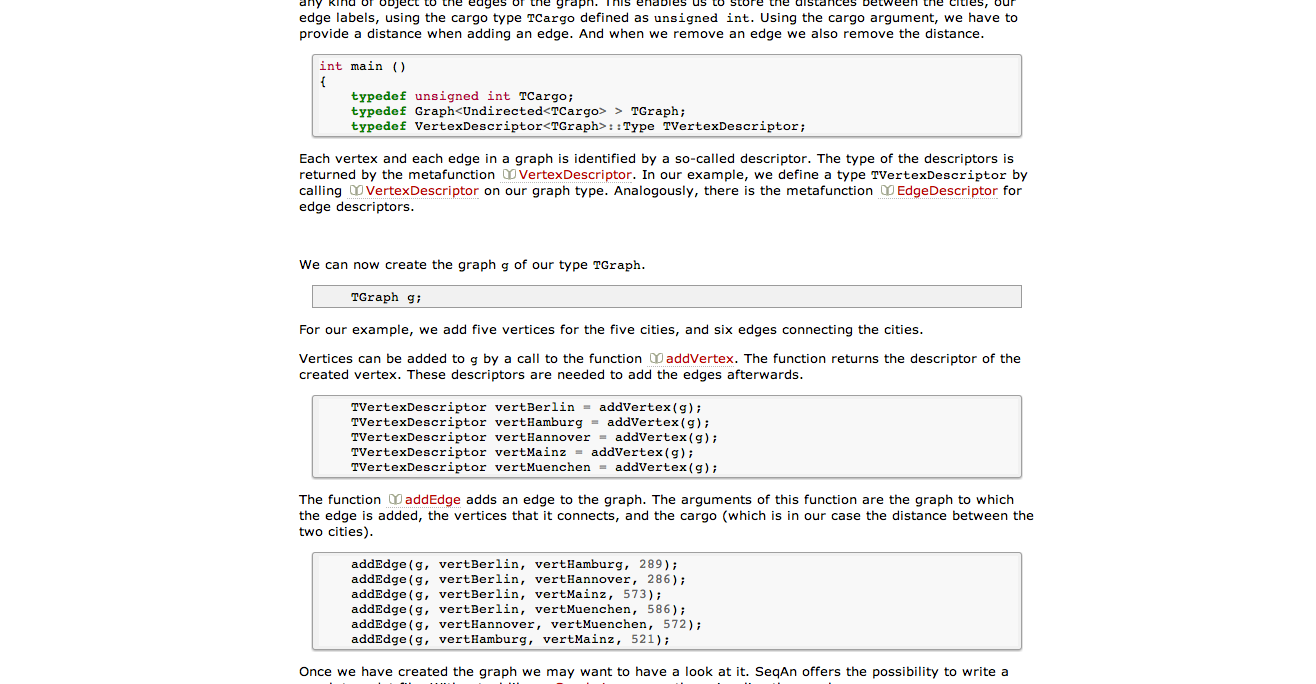 any kind of object to the edges of the graph. This enables us to store the distances between the cities, our
edge labels, using the cargo type TCargo defined as unsigned int. Using the cargo argument, we have to
provide a distance when adding an edge. And when we remove an edge we also remove the distance.
int main ()
{
    typedef unsigned int TCargo;
    typedef Graph<Undirected<TCargo> > TGraph;
    typedef VertexDescriptor<TGraph>::Type TVertexDescriptor;
Each vertex and each edge in a graph is identified by a so-called descriptor. The type of the descriptors is
returned by the metafunction VertexDescriptor. In our example, we define a type TVertexDescriptor by
calling VertexDescriptor on our graph type. Analogously, there is the metafunction EdgeDescriptor for
edge descriptors.
We can now create the graph g of our type TGraph.
    TGraph g;
For our example, we add five vertices for the five cities, and six edges connecting the cities.
Vertices can be added to g by a call to the function addVertex. The function returns the descriptor of the
created vertex. These descriptors are needed to add the edges afterwards.
    TVertexDescriptor vertBerlin = addVertex(g);
    TVertexDescriptor vertHamburg = addVertex(g);
    TVertexDescriptor vertHannover = addVertex(g);
    TVertexDescriptor vertMainz = addVertex(g);
    TVertexDescriptor vertMuenchen = addVertex(g);
The function addEdge adds an edge to the graph. The arguments of this function are the graph to which
the edge is added, the vertices that it connects, and the cargo (which is in our case the distance between the
two cities).
    addEdge(g, vertBerlin, vertHamburg, 289);
    addEdge(g, vertBerlin, vertHannover, 286);
    addEdge(g, vertBerlin, vertMainz, 573);
    addEdge(g, vertBerlin, vertMuenchen, 586);
    addEdge(g, vertHannover, vertMuenchen, 572);
    addEdge(g, vertHamburg, vertMainz, 521);
Once we have created the graph we may want to have a look at it. SeqAn offers the possibility to write a